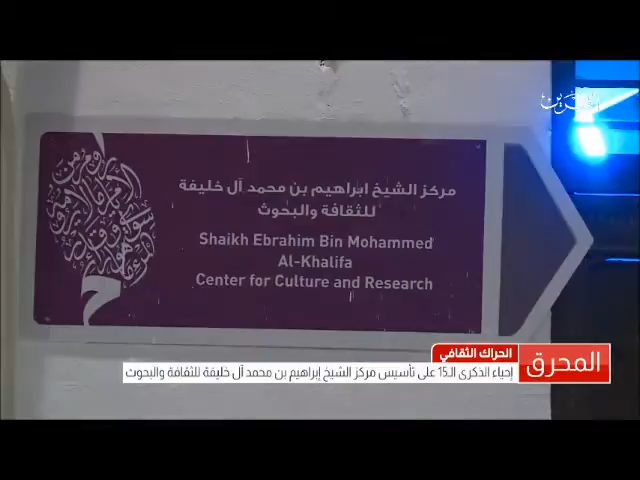 البحرين
مركز الشيخ ابراهيم بن محمد آل خليفة
للثقافة والبحوث
Shaikh Ebrahim Bin Mohammed
Al-Khalifa
Center for Culture and Research
الحراك الثقافي
المحرق
إحياء الذكرى الـ15 على تأسيس مركز الشيخ إبراهيم بن محمد آل خليفة للثقافة والبحوث